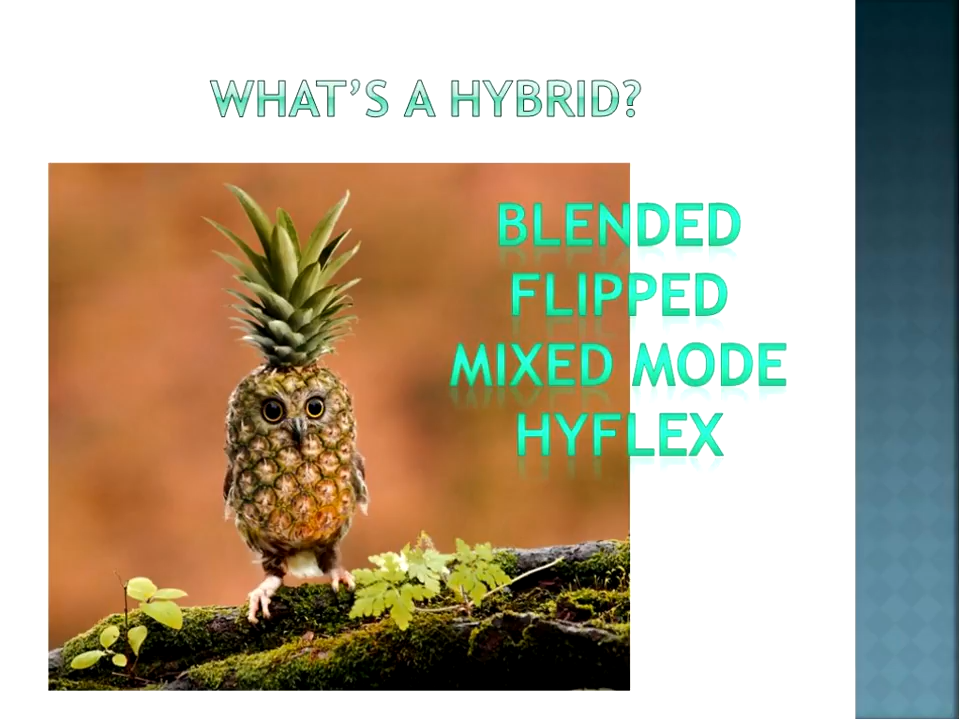 WHAT'S A HYBRID?
BLENDED
FLIPPED
MIXED MODE
HYFLEX